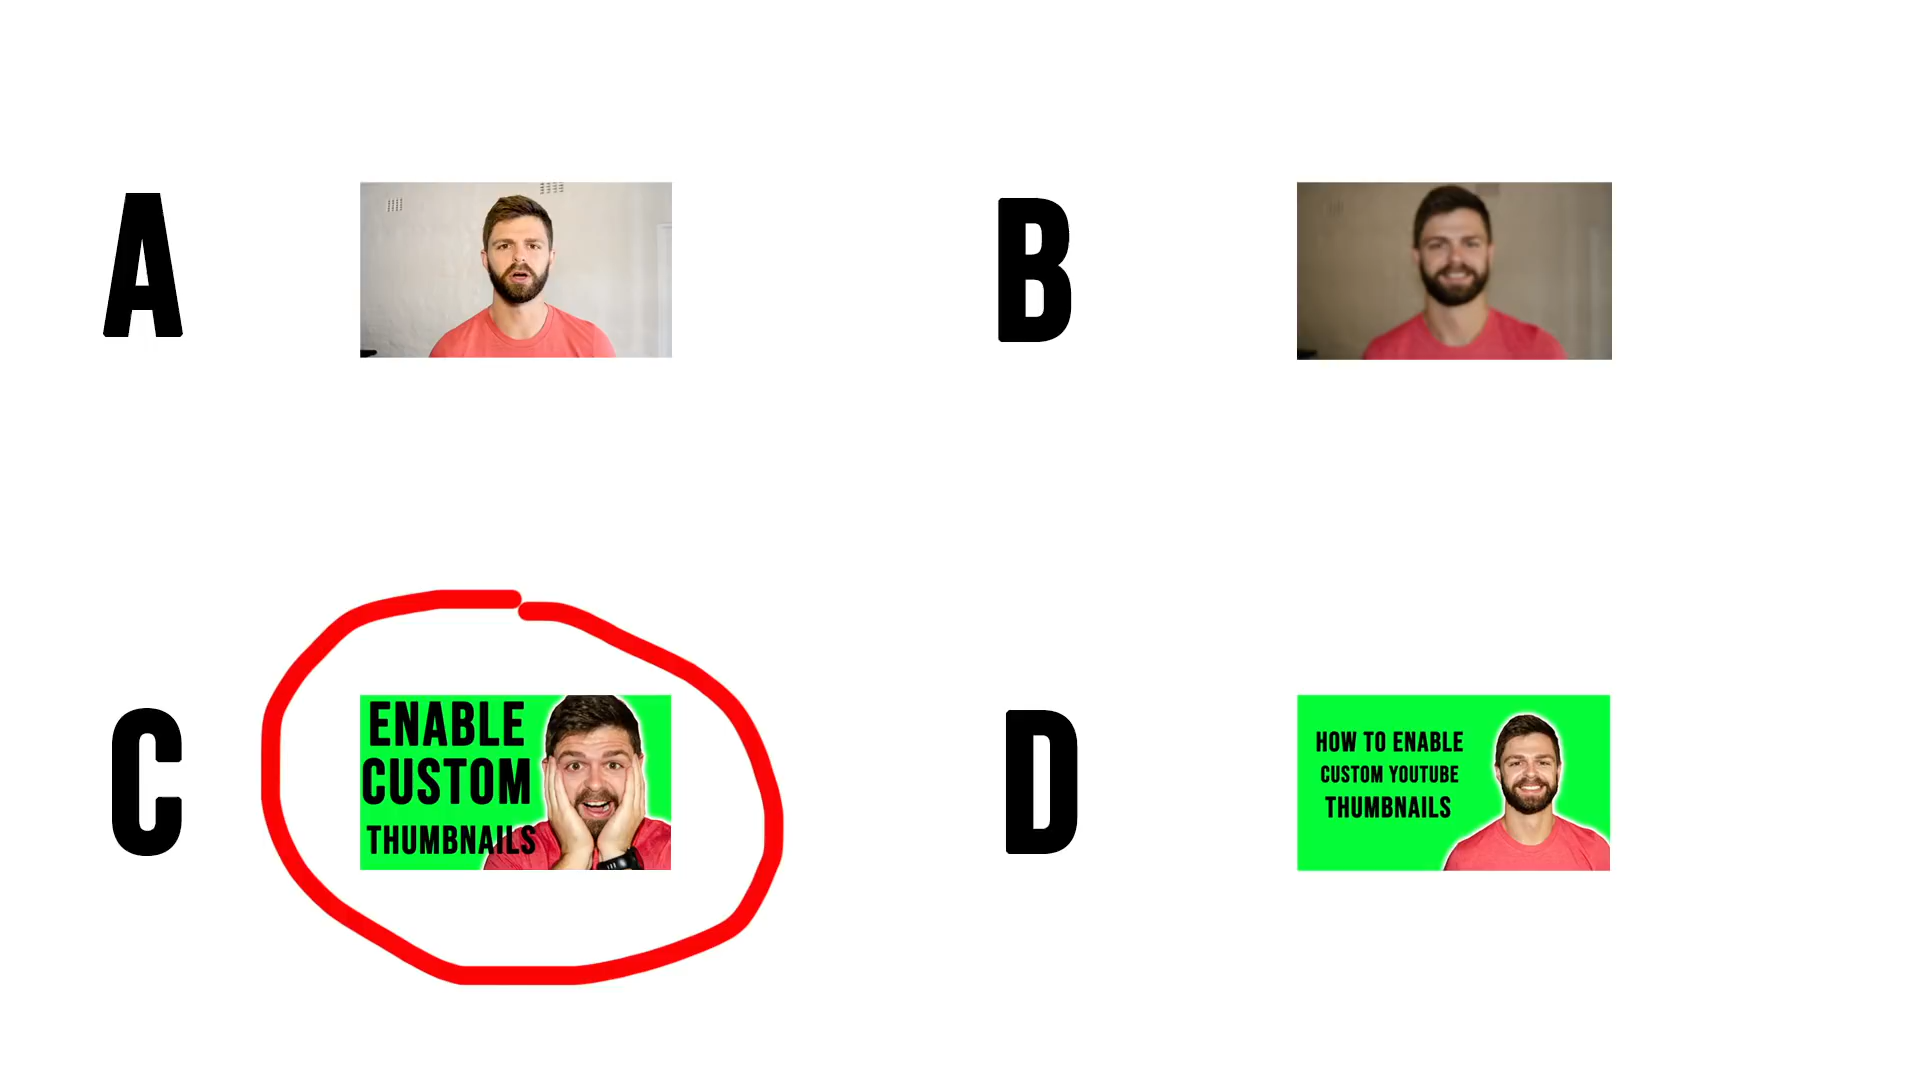 A
B
C
ENABLE
CUSTOM
THUMBNAILS
D
HOW TO ENABLE
CUSTOM YOUTUBE
THUMBNAILS